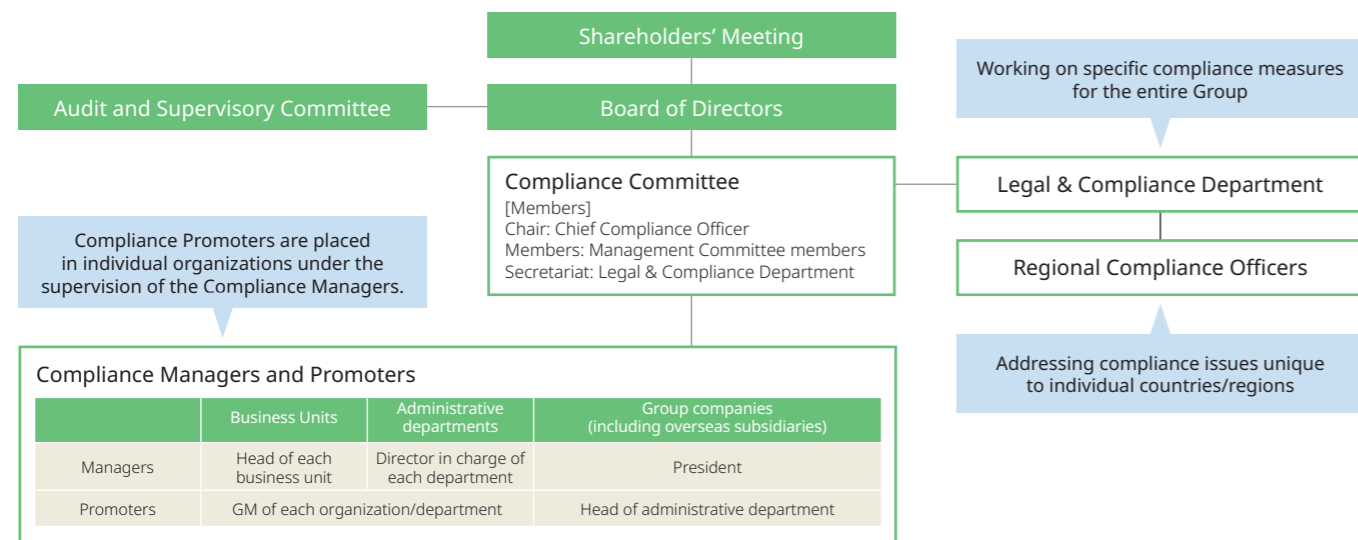 Shareholders’ Meeting
Audit and Supervisory Committee
Board of Directors
Working on specific compliance measures
for the entire Group
Compliance Committee
[Members]
Chair: Chief Compliance Officer
Members: Management Committee members
Secretariat: Legal & Compliance Department
Legal & Compliance Department
Regional Compliance Officers
Compliance Promoters are placed
in individual organizations under the
supervision of the Compliance Managers.
Addressing compliance issues unique
to individual countries/regions
Compliance Managers and Promoters
Business Units
Administrative
departments
Group companies
(including overseas subsidiaries)
Managers
Head of each
business unit
Director in charge of
each department
President
Promoters
GM of each organization/department
Head of administrative department